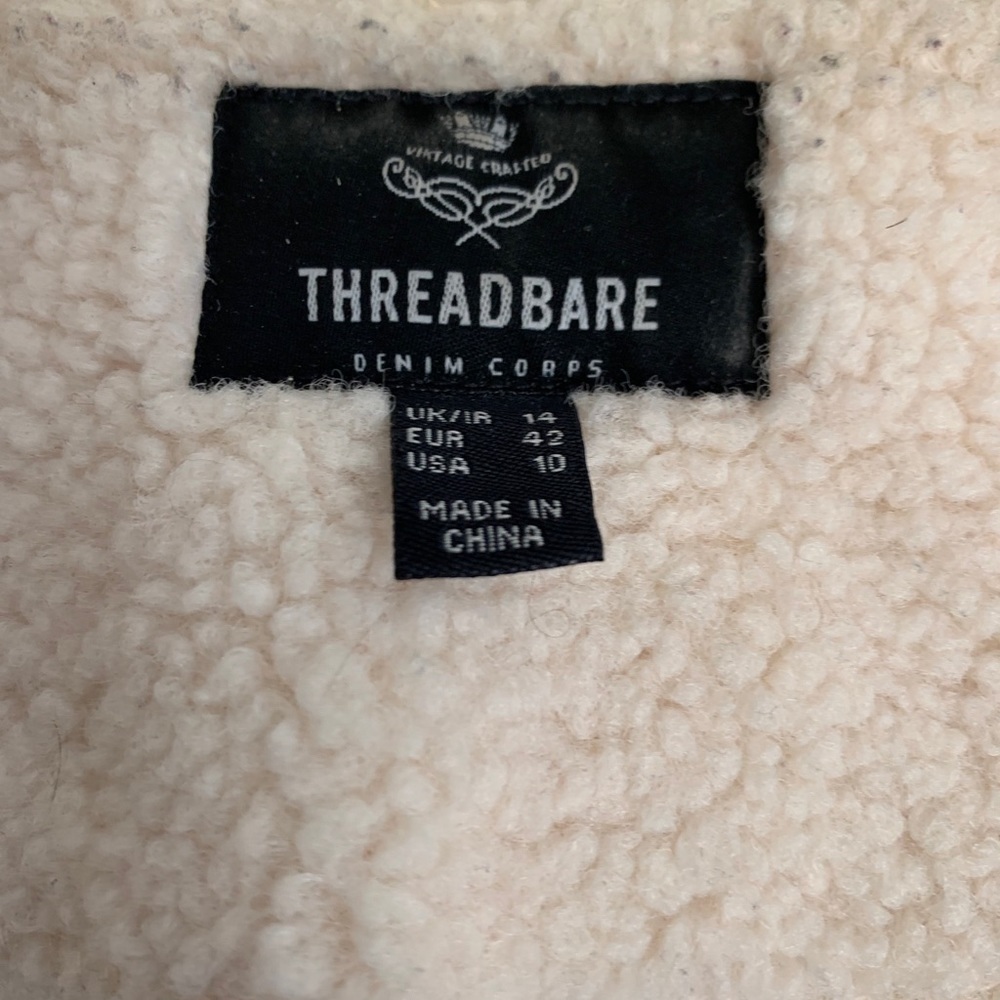 VINTAGE CRAFTED
THREADBARE
DENIM CORPS
UK/IR 14
EUR 42
USA 10
MADE IN
CHINA